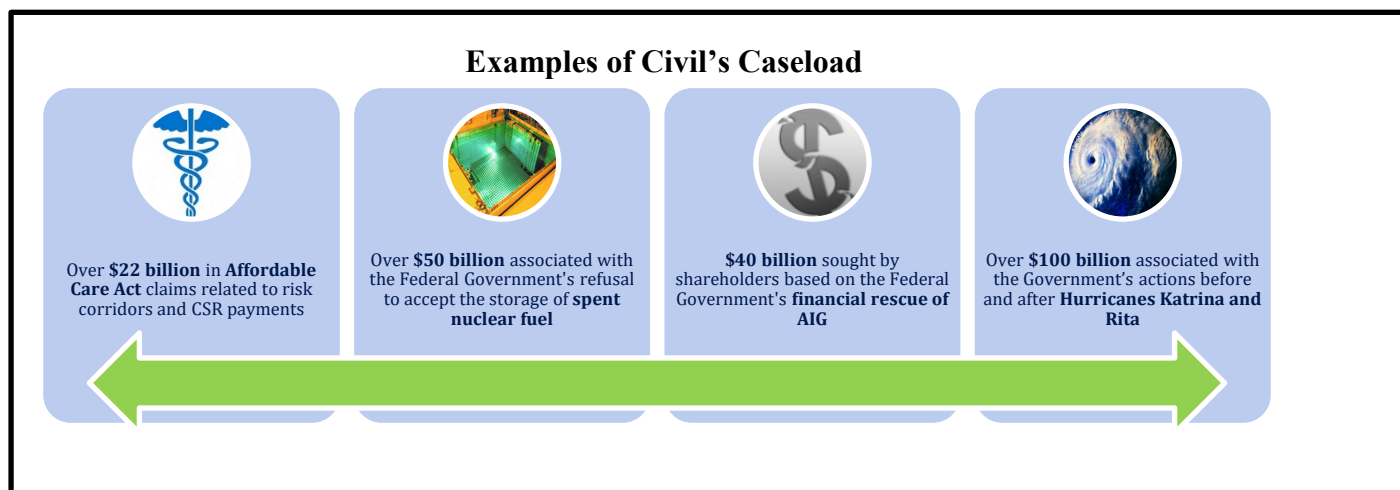 Examples of Civil’s Caseload
Over $22 billion in Affordable
Care Act claims related to risk
corridors and CSR payments
Over $50 billion associated with
the Federal Government's refusal
to accept the storage of spent
nuclear fuel
$40 billion sought by
shareholders based on the Federal
Government's financial rescue of
AIG
Over $100 billion associated with
the Government’s actions before
and after Hurricanes Katrina and
Rita